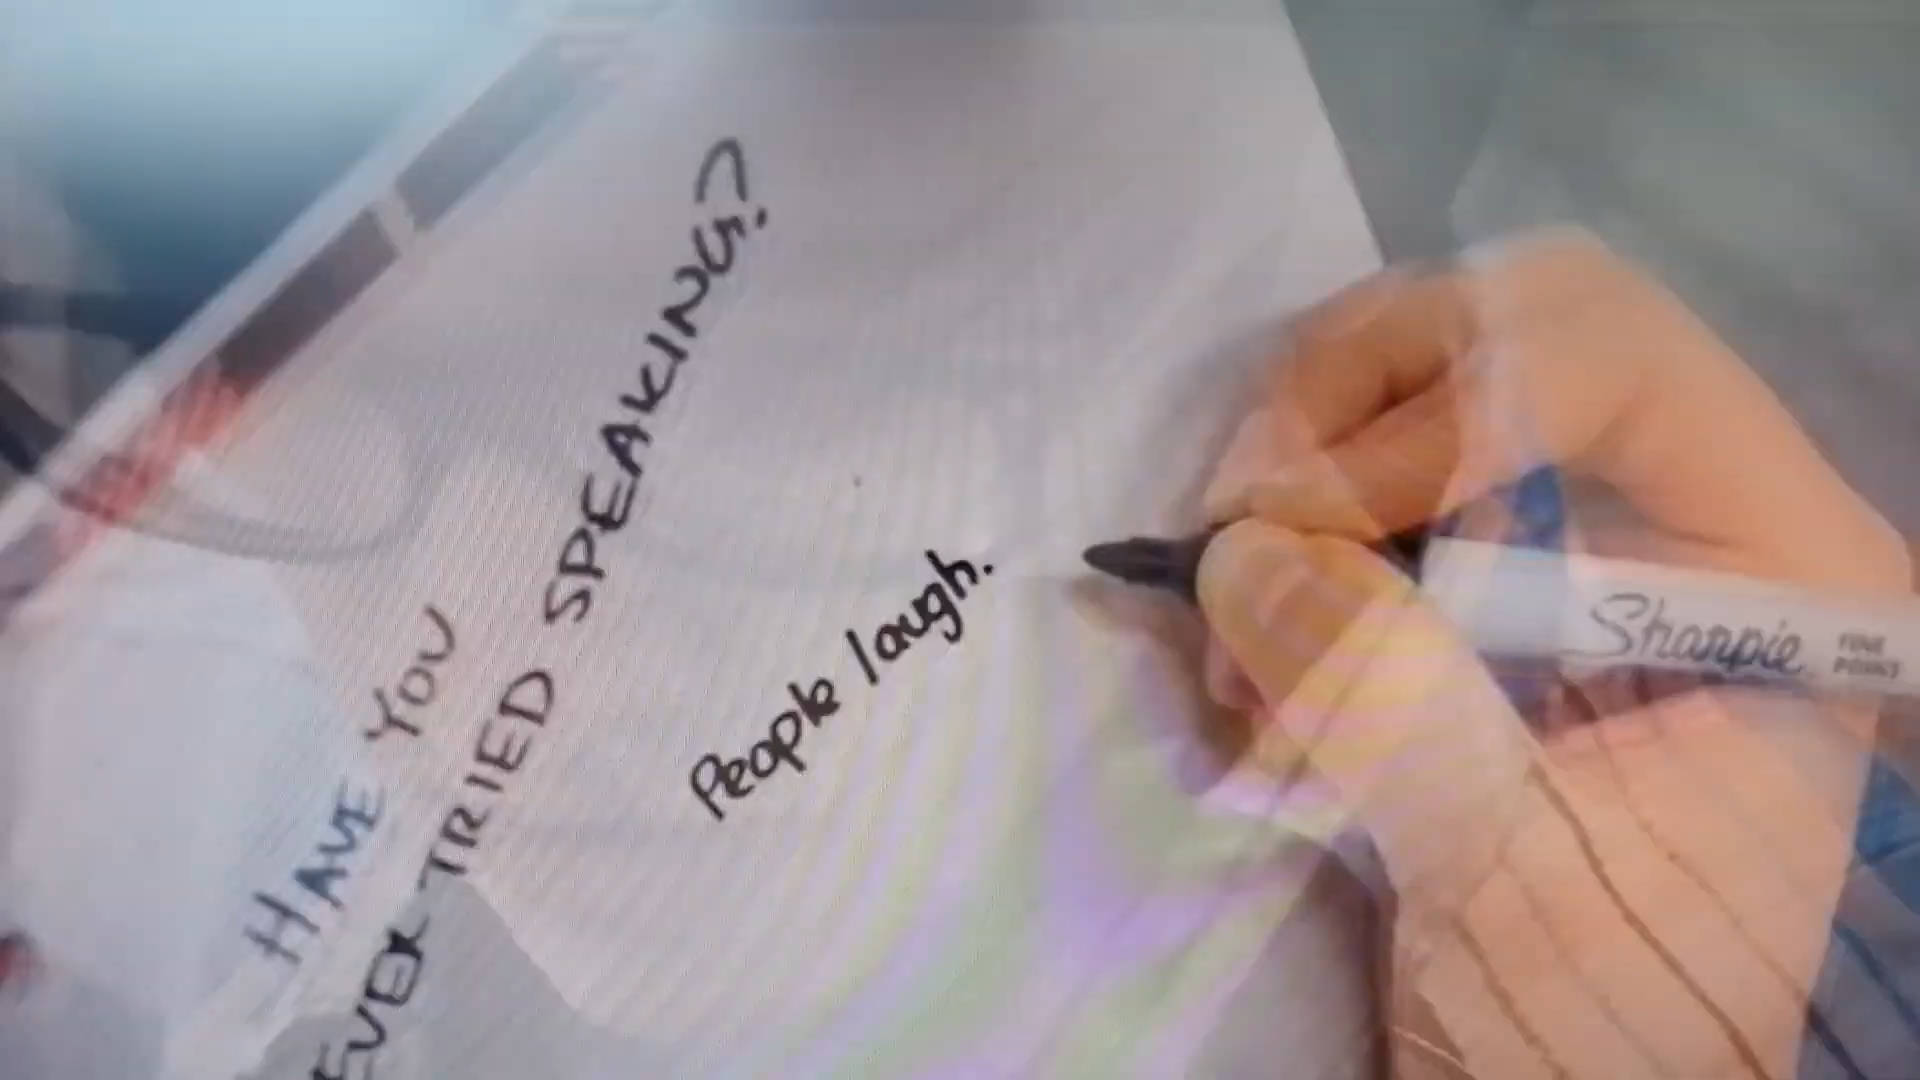 HAVE YOU
EVER TRIED SPEAKING?
People laugh.
Sharpie
FINE
POINT